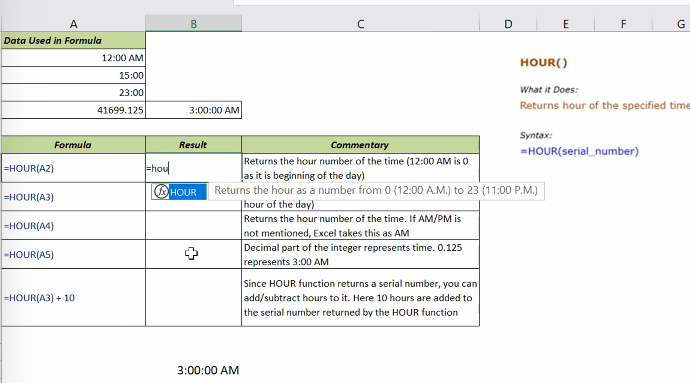 A B C D E F G
Data Used in Formula
12:00 AM
15:00
23:00
41699.125 3:00:00 AM
HOUR()
What it Does:
Returns hour of the specified time
Syntax:
=HOUR(serial_number)
Formula Result Commentary
=HOUR(A2) =hou Returns the hour number of the time (12:00 AM is 0
as it is beginning of the day)
fx HOUR Returns the hour as a number from 0 (12:00 A.M.) to 23 (11:00 P.M.)
=HOUR(A3)
hour of the day)
=HOUR(A4) Returns the hour number of the time. If AM/PM is
not mentioned, Excel takes this as AM
=HOUR(A5) Decimal part of the integer represents time. 0.125
represents 3:00 AM
=HOUR(A3) + 10 Since HOUR function returns a serial number, you can
add/subtract hours to it. Here 10 hours are added to
the serial number returned by the HOUR function
3:00:00 AM